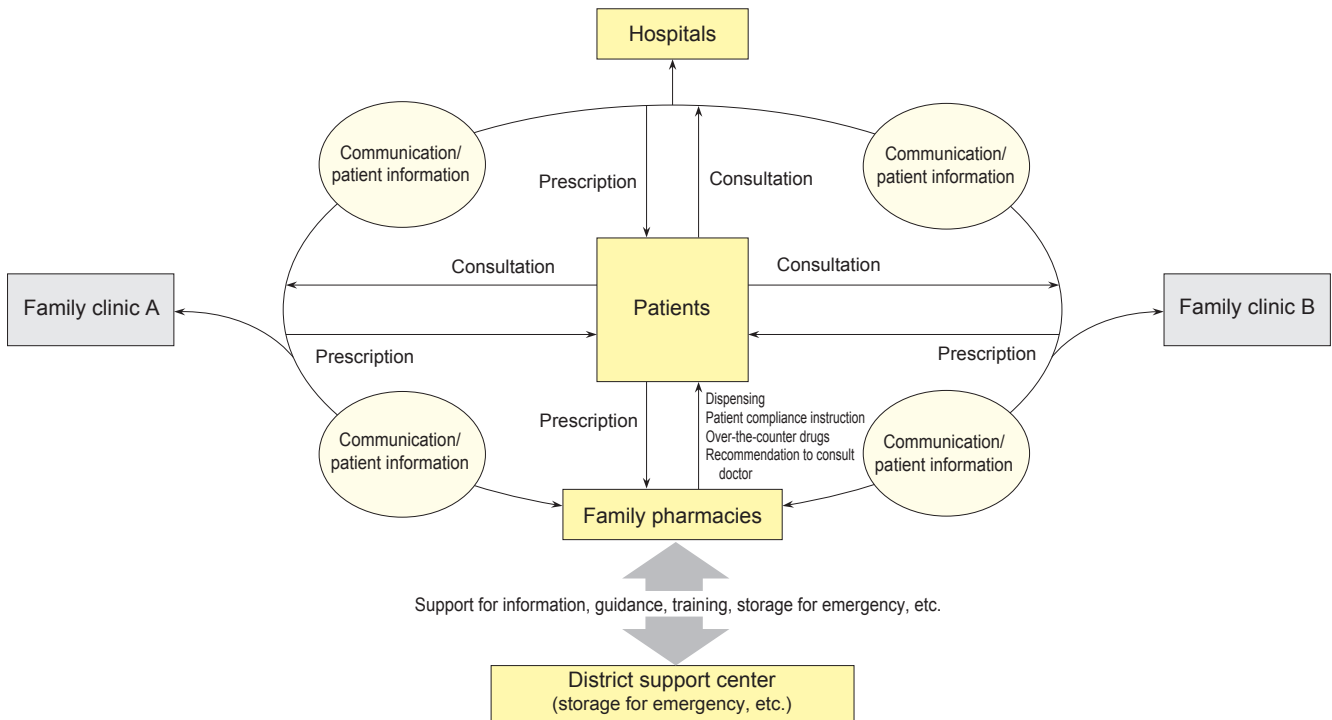 Hospitals
Communication/
patient information
Communication/
patient information
Prescription
Consultation
Consultation
Consultation
Family clinic A
Patients
Family clinic B
Prescription
Prescription
Prescription
Dispensing
Patient compliance instruction
Over-the-counter drugs
Recommendation to consult
doctor
Communication/
patient information
Communication/
patient information
Family pharmacies
Support for information, guidance, training, storage for emergency, etc.
District support center
(storage for emergency, etc.)